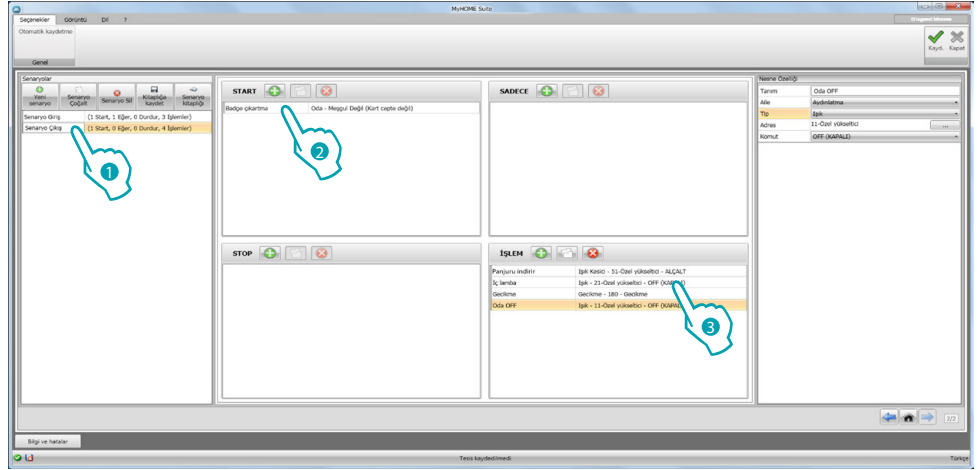 MyHOME Suite
Seçenekler Görüntü Dil ?
Otomatik kaydetme
Kayd. Kapat
Genel
Senaryolar
Yeni senaryo
Senaryo Çoğalt
Senaryo Sil
Kitaplığa kaydet
Senaryo kitaplığı
Senaryo Giriş (1 Start, 1 Eğer, 0 Durdur, 3 İşlemler)
Senaryo Çıkış (1 Start, 0 Eğer, 0 Durdur, 4 İşlemler)
1
START
Badge çıkartma Oda - Meşgul Değil (Kart cepte değil)
2
SADECE
STOP
İŞLEM
Panjuru indirir Işık Kesici - 51-Özel yükseltici - ALÇALT
İç lamba Işık - 21-Özel yükseltici - OFF
Gecikme Gecikme - 180 - Gecikme
Oda OFF Işık - 11-Özel yükseltici - OFF
3
Nesne Özelliği
Tanım Oda OFF
Aile Aydınlatma
Tip Işık
Adres 11-Özel yükseltici ...
Komut OFF (KAPALI)
2/2
Bilgi ve hatalar
Tesis kaydedilmedi
Türkçe